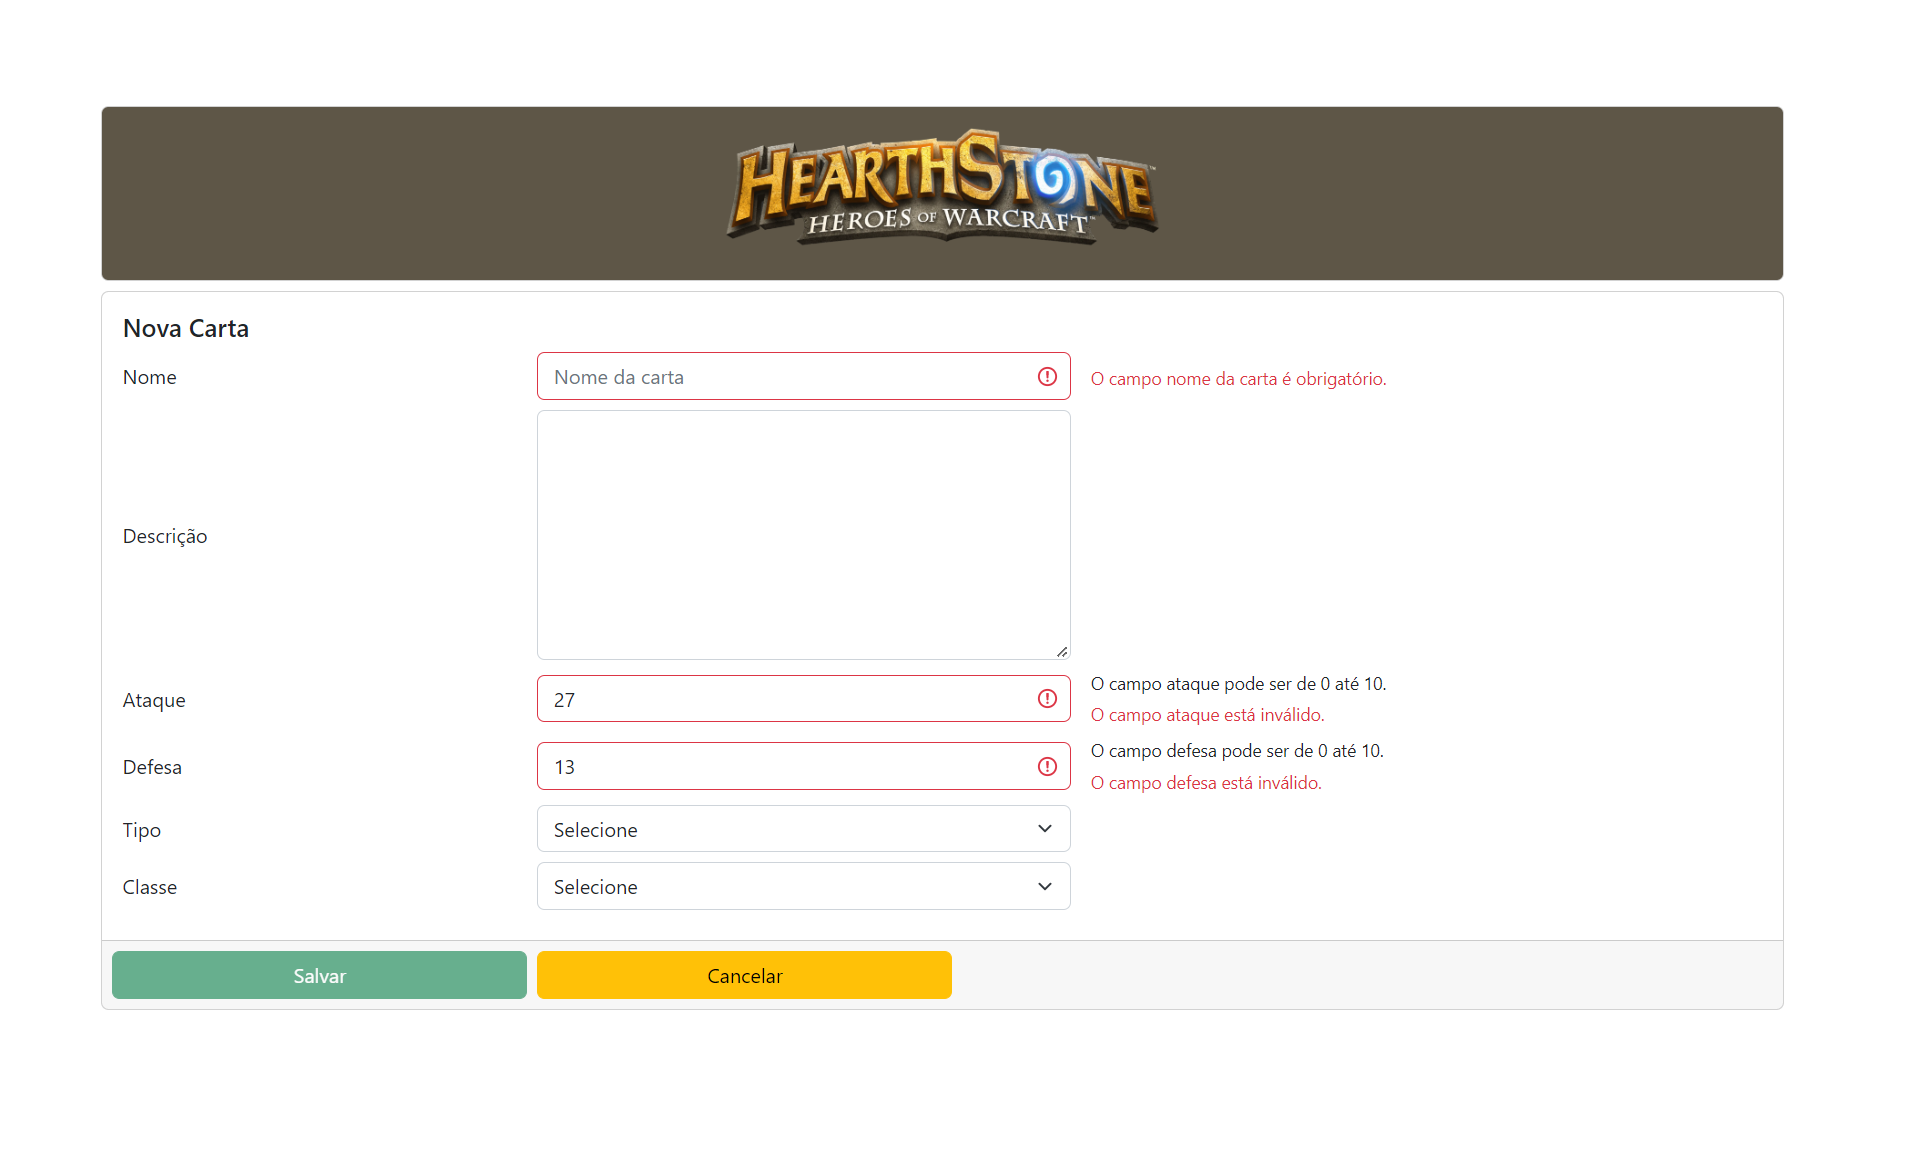 HEARTHSTONE™
HEROES OF WARCRAFT™
Nova Carta
Nome
Nome da carta
O campo nome da carta é obrigatório.
Descrição
Ataque
27
O campo ataque pode ser de 0 até 10.
O campo ataque está inválido.
Defesa
13
O campo defesa pode ser de 0 até 10.
O campo defesa está inválido.
Tipo
Selecione
Classe
Selecione
Salvar
Cancelar